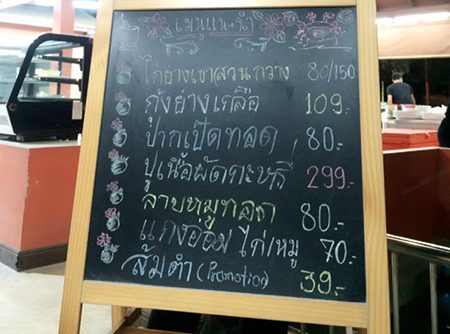 เมนูแนะนำ
ไก่ย่างเขาสวนกวาง 80/150
กุ้งย่างเกลือ 109.-
ปากเป็ดทอด 80.-
ปูเนื้อผัดกะหรี่ 299.-
ลาบหมูทอด 80.-
แกงอ่อม ไก่/หมู 70.-
ส้มตำ (Promotion) 39.-